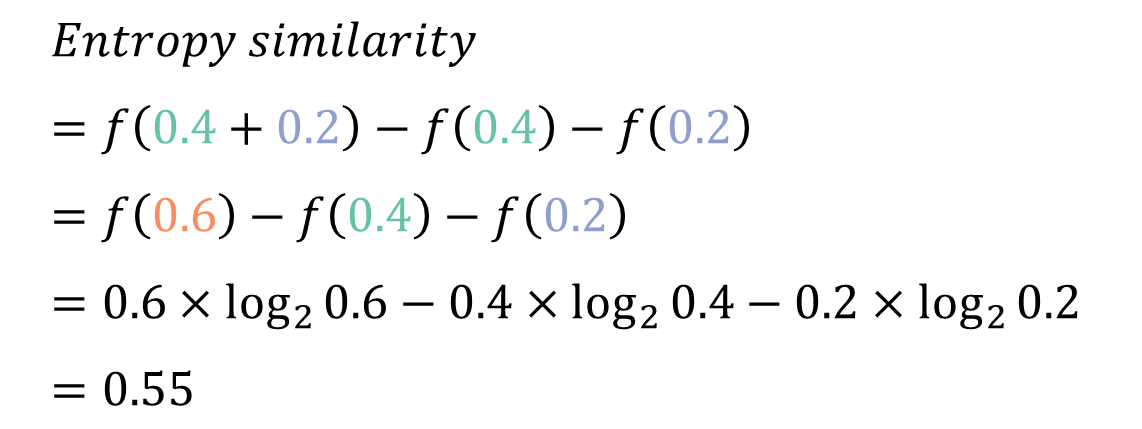 Entropy similarity
= f(0.4 + 0.2) − f(0.4) − f(0.2)
= f(0.6) − f(0.4) − f(0.2)
= 0.6 × log₂ 0.6 − 0.4 × log₂ 0.4 − 0.2 × log₂ 0.2
= 0.55